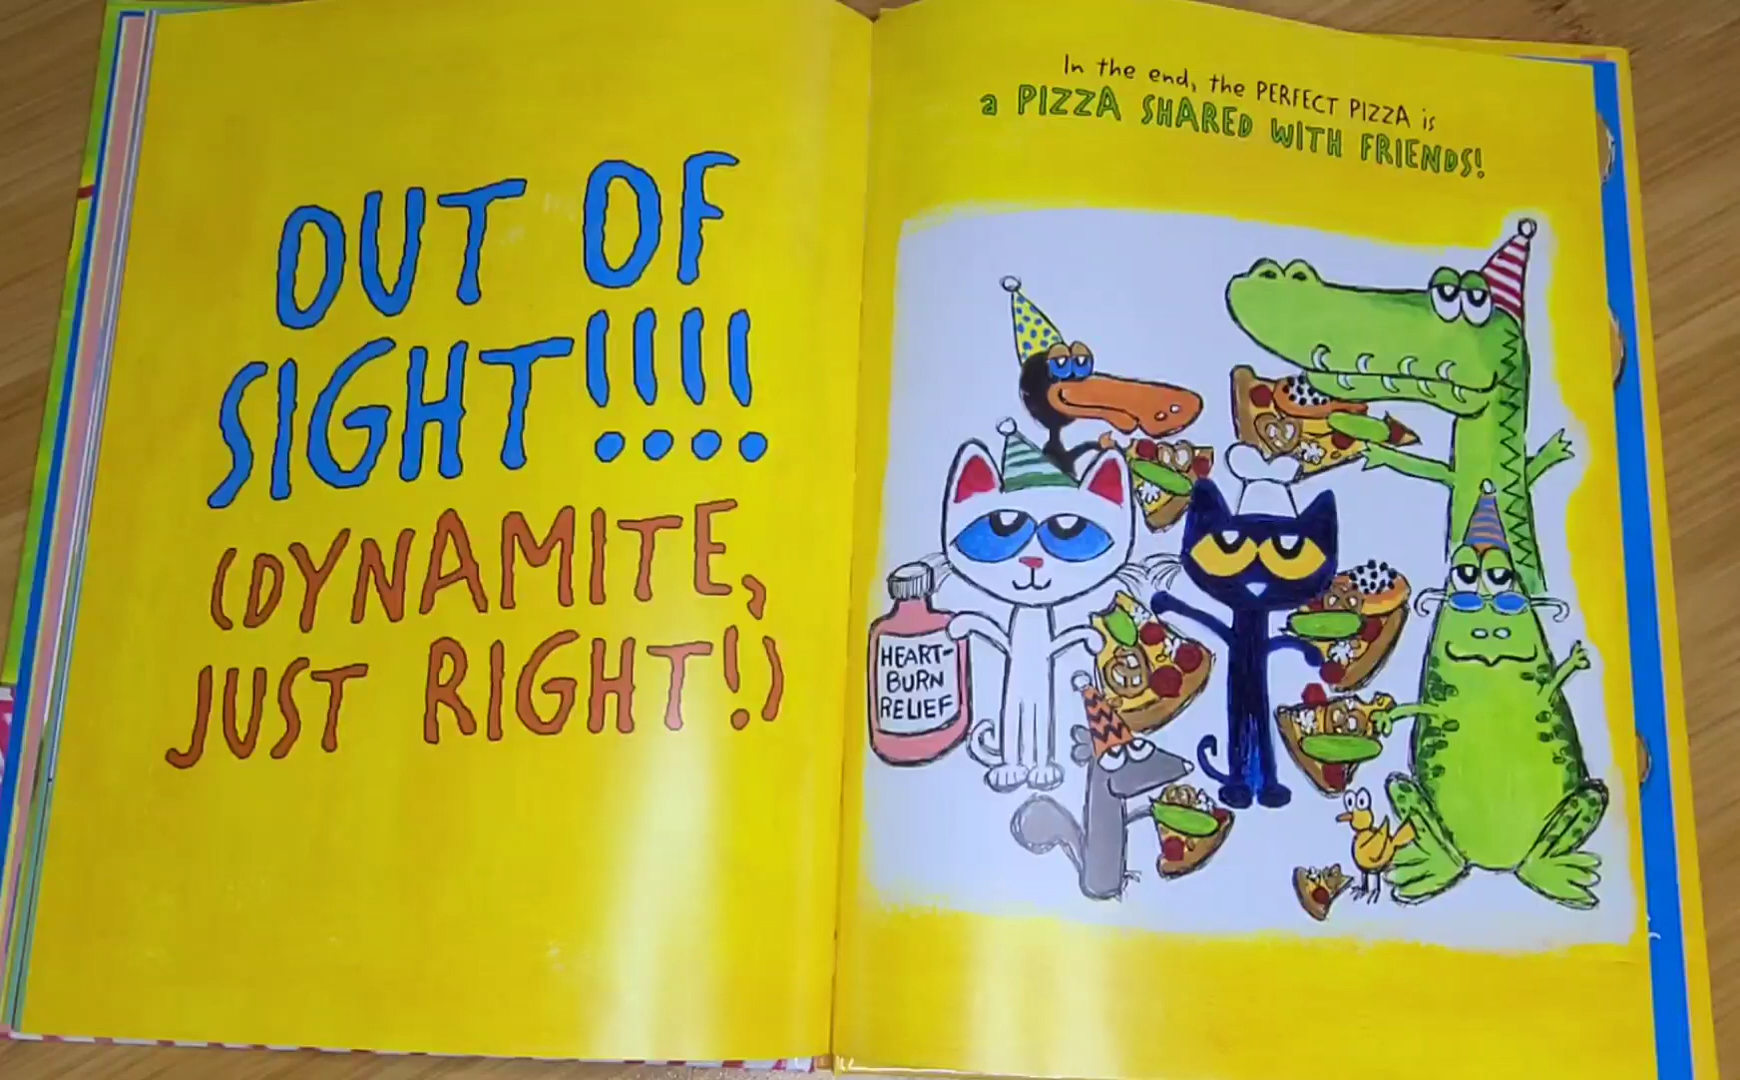 OUT OF
SIGHT!!!!
(DYNAMITE,
JUST RIGHT!)
In the end, the PERFECT PIZZA is
a PIZZA SHARED WITH FRIENDS!
HEART-
BURN
RELIEF